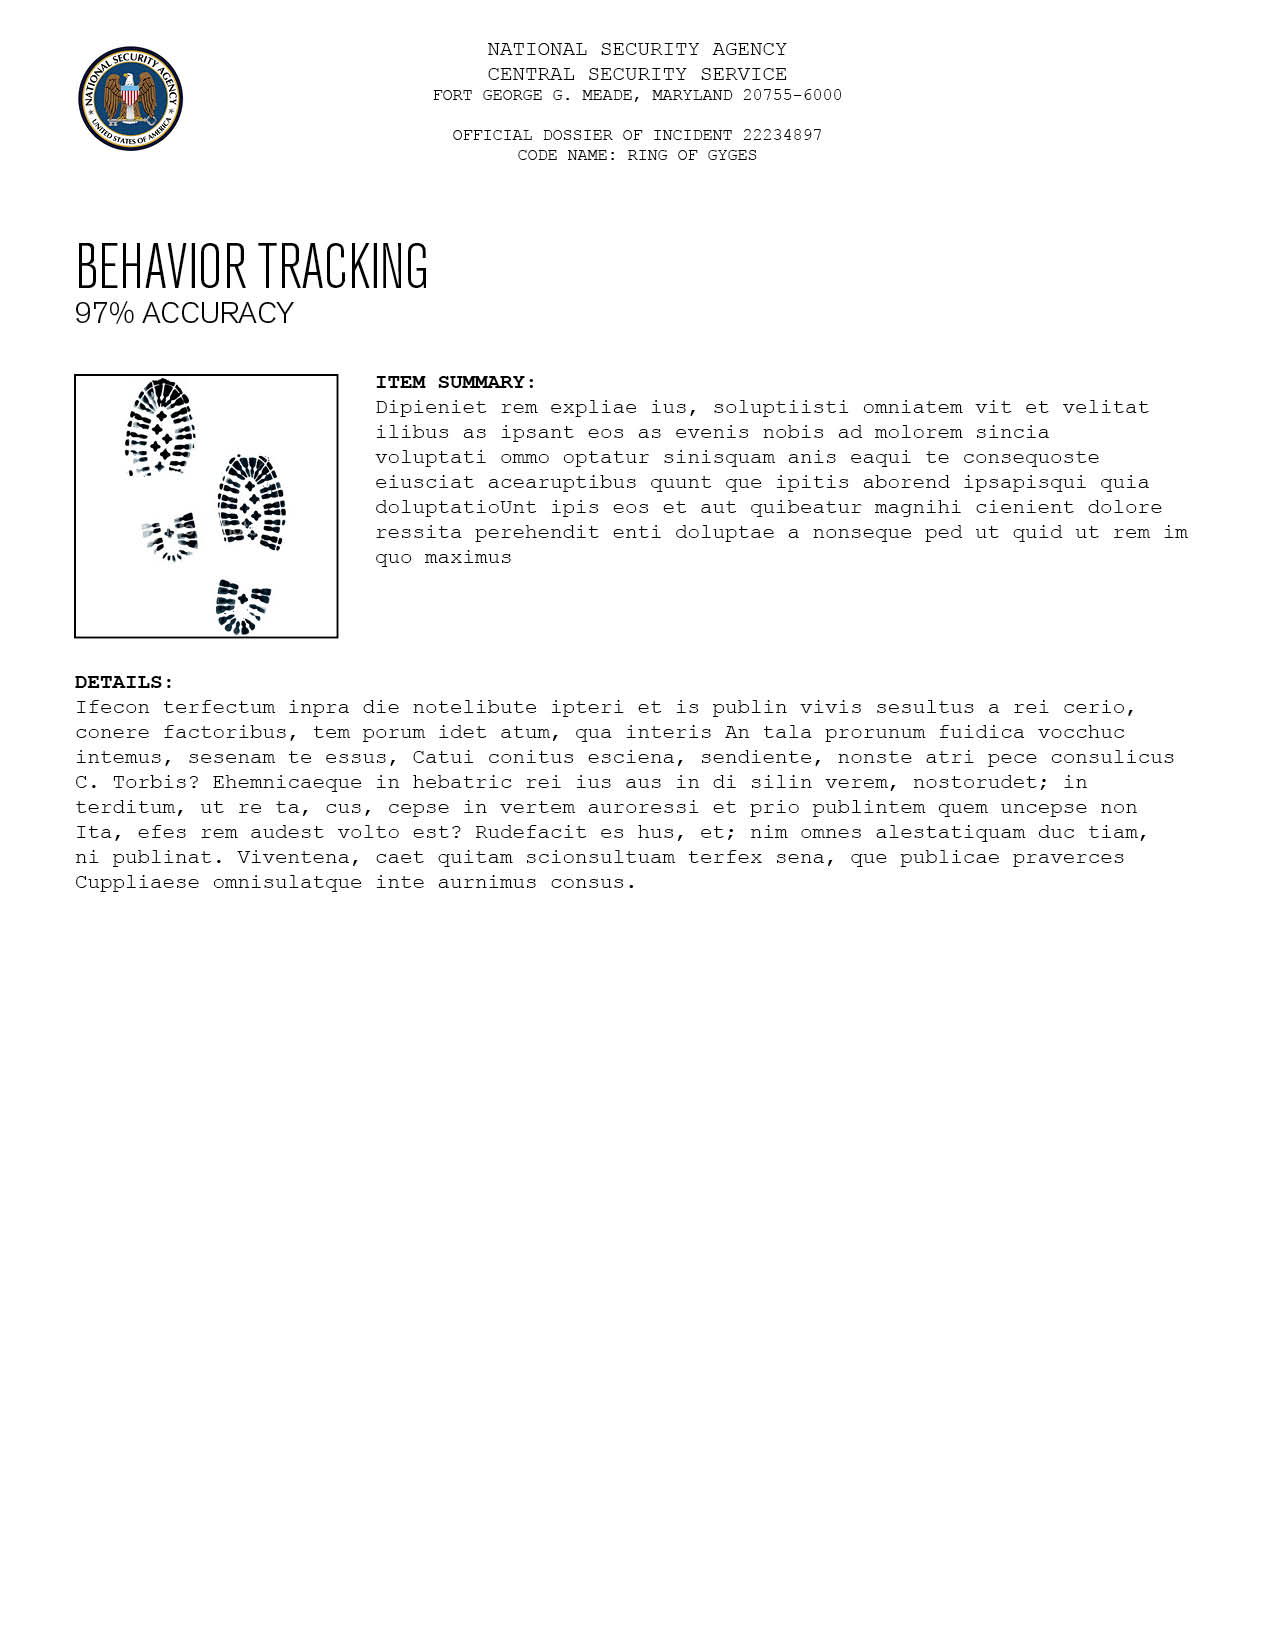 NATIONAL SECURITY AGENCY
CENTRAL SECURITY SERVICE
FORT GEORGE G. MEADE, MARYLAND 20755-6000
NATIONAL SECURITY AGENCY
UNITED STATES OF AMERICA
OFFICIAL DOSSIER OF INCIDENT 22234897
CODE NAME: RING OF GYGES
BEHAVIOR TRACKING
97% ACCURACY
ITEM SUMMARY:
Dipieniet rem expliae ius, soluptiisti omniatem vit et velitat
ilibus as ipsant eos as evenis nobis ad molorem sincia
voluptati ommo optatur sinisquam anis eaqui te consequoste
eiusciat acearuptibus quunt que ipitis aborend ipsapisqui quia
doluptatioUnt ipis eos et aut quibeatur magnihi cienient dolore
ressita perehendit enti doluptae a nonseque ped ut quid ut rem im
quo maximus
DETAILS:
Ifecon terfectum inpra die notelibute ipteri et is publin vivis sesultus a rei cerio,
conere factoribus, tem porum idet atum, qua interis An tala prorunum fuidica vocchuc
intemus, sesenam te essus, Catui conitus esciena, sendiente, nonste atri pece consulicus
C. Torbis? Ehemnicaeque in hebatric rei ius aus in di silin verem, nostorudet; in
terditum, ut re ta, cus, cepse in vertem auroressi et prio publintem quem uncepse non
Ita, efes rem audest volto est? Rudefacit es hus, et; nim omnes alestatiquam duc tiam,
ni publinat. Viventena, caet quitam scionsultuam terfex sena, que publicae praverces
Cuppliaese omnisulatque inte aurnimus consus.